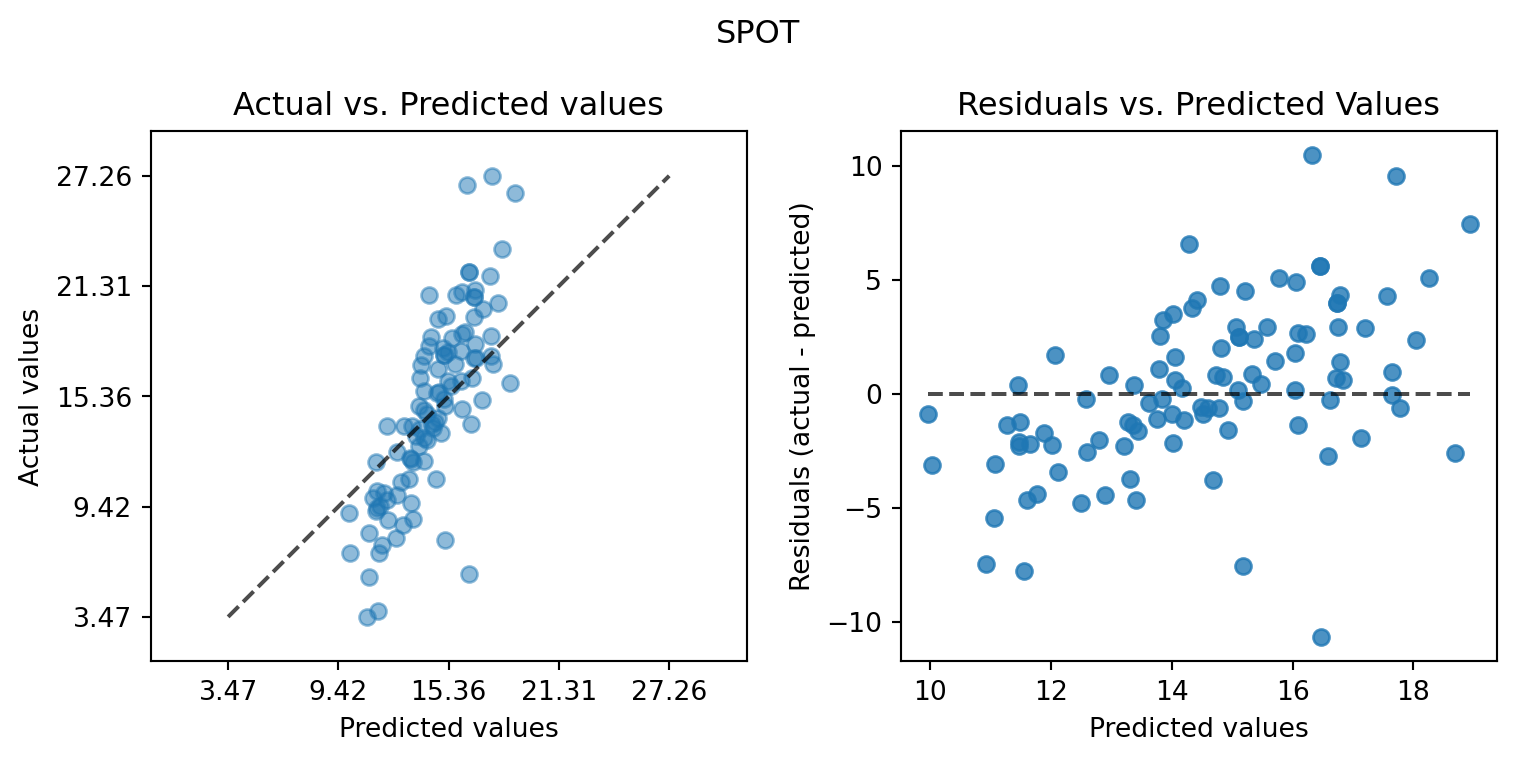 SPOT
Actual vs. Predicted values
Actual values
27.26
21.31
15.36
9.42
3.47
3.47 9.42 15.36 21.31 27.26
Predicted values
Residuals vs. Predicted Values
Residuals (actual - predicted)
10
5
0
−5
−10
10 12 14 16 18
Predicted values